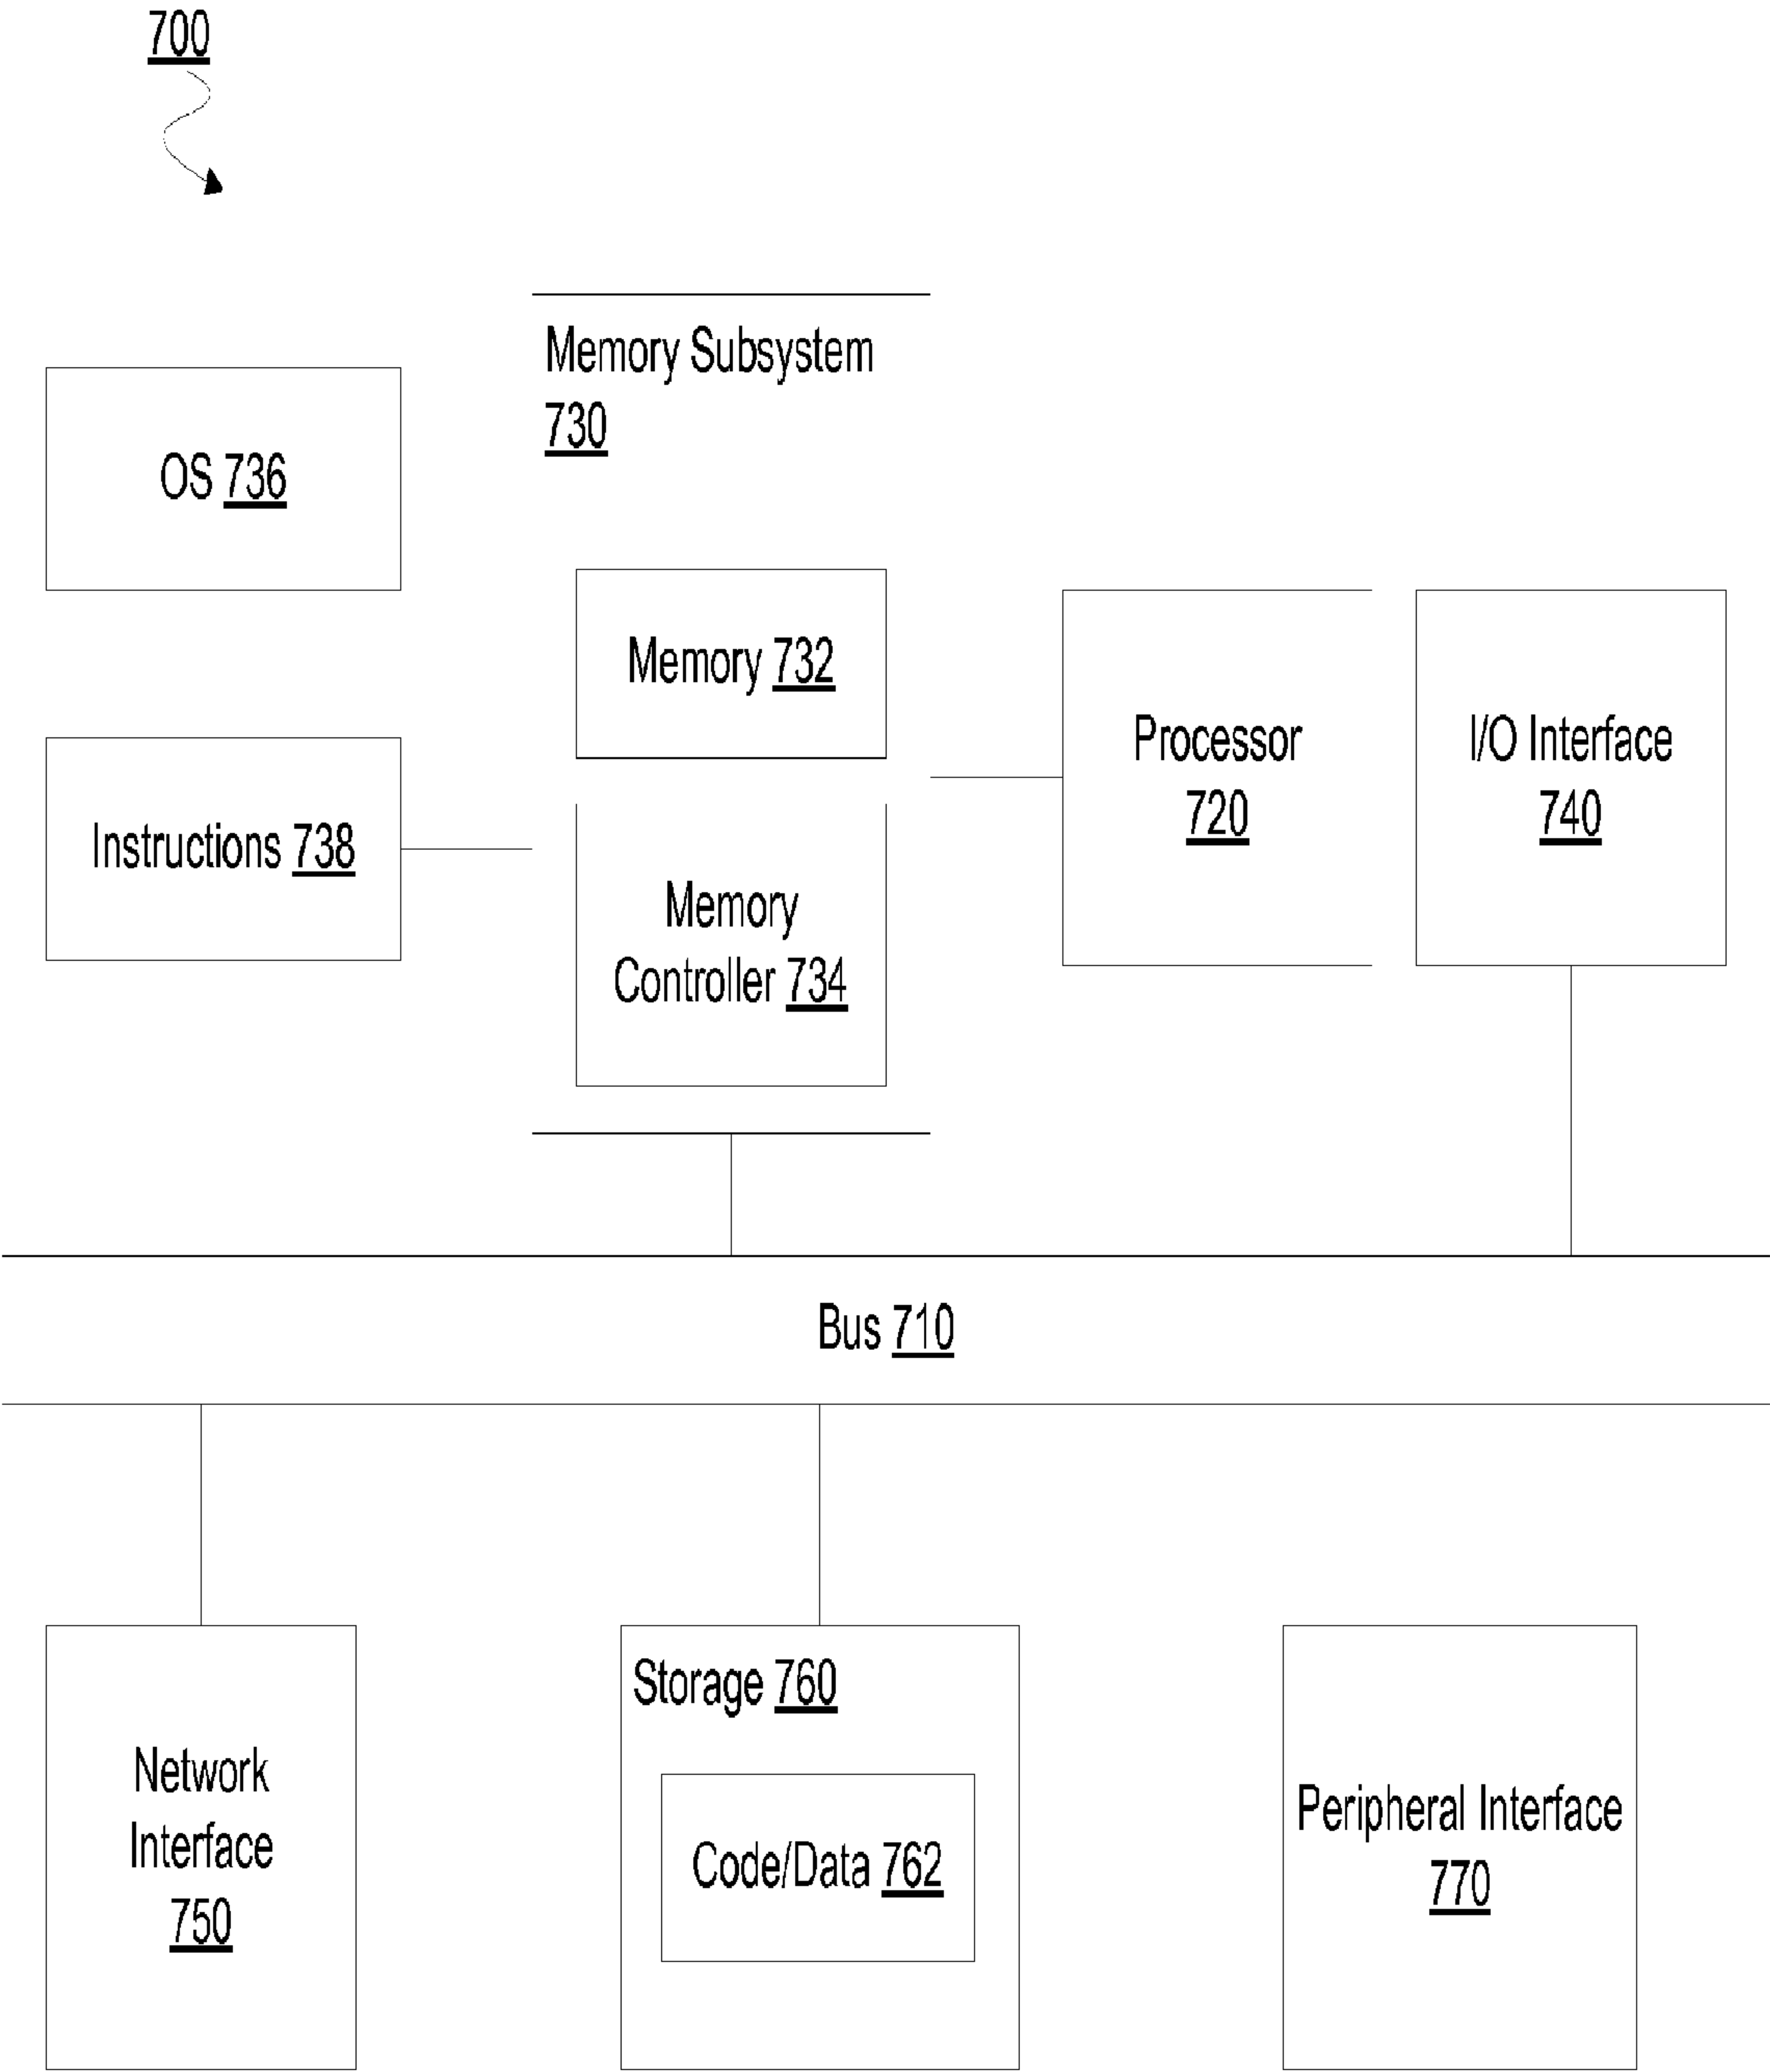 700
Memory Subsystem
730
OS 736
Memory 732
Processor
720
I/O Interface
740
Instructions 738
Memory
Controller 734
Bus 710
Network
Interface
750
Storage 760
Code/Data 762
Peripheral Interface
770